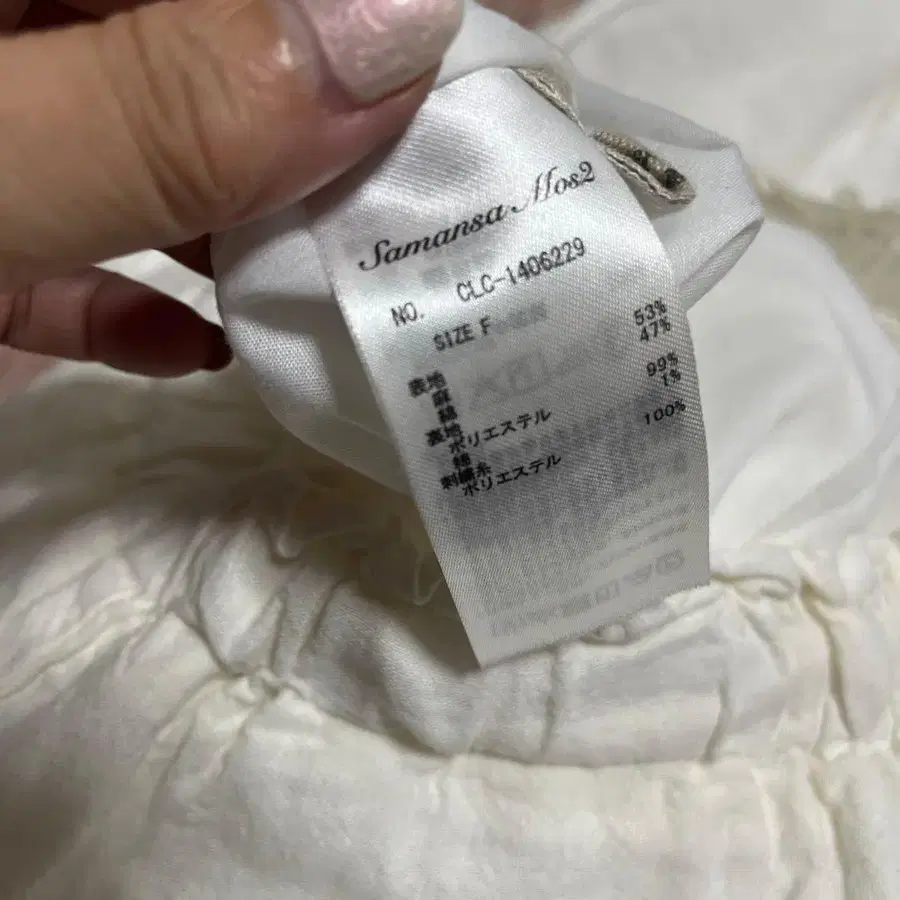 Samansa Mos2
NO. CLC-1406229
SIZE F
表地
麻 53%
綿 47%
裏地
ポリエステル 99%
綿 1%
刺繍糸
ポリエステル 100%